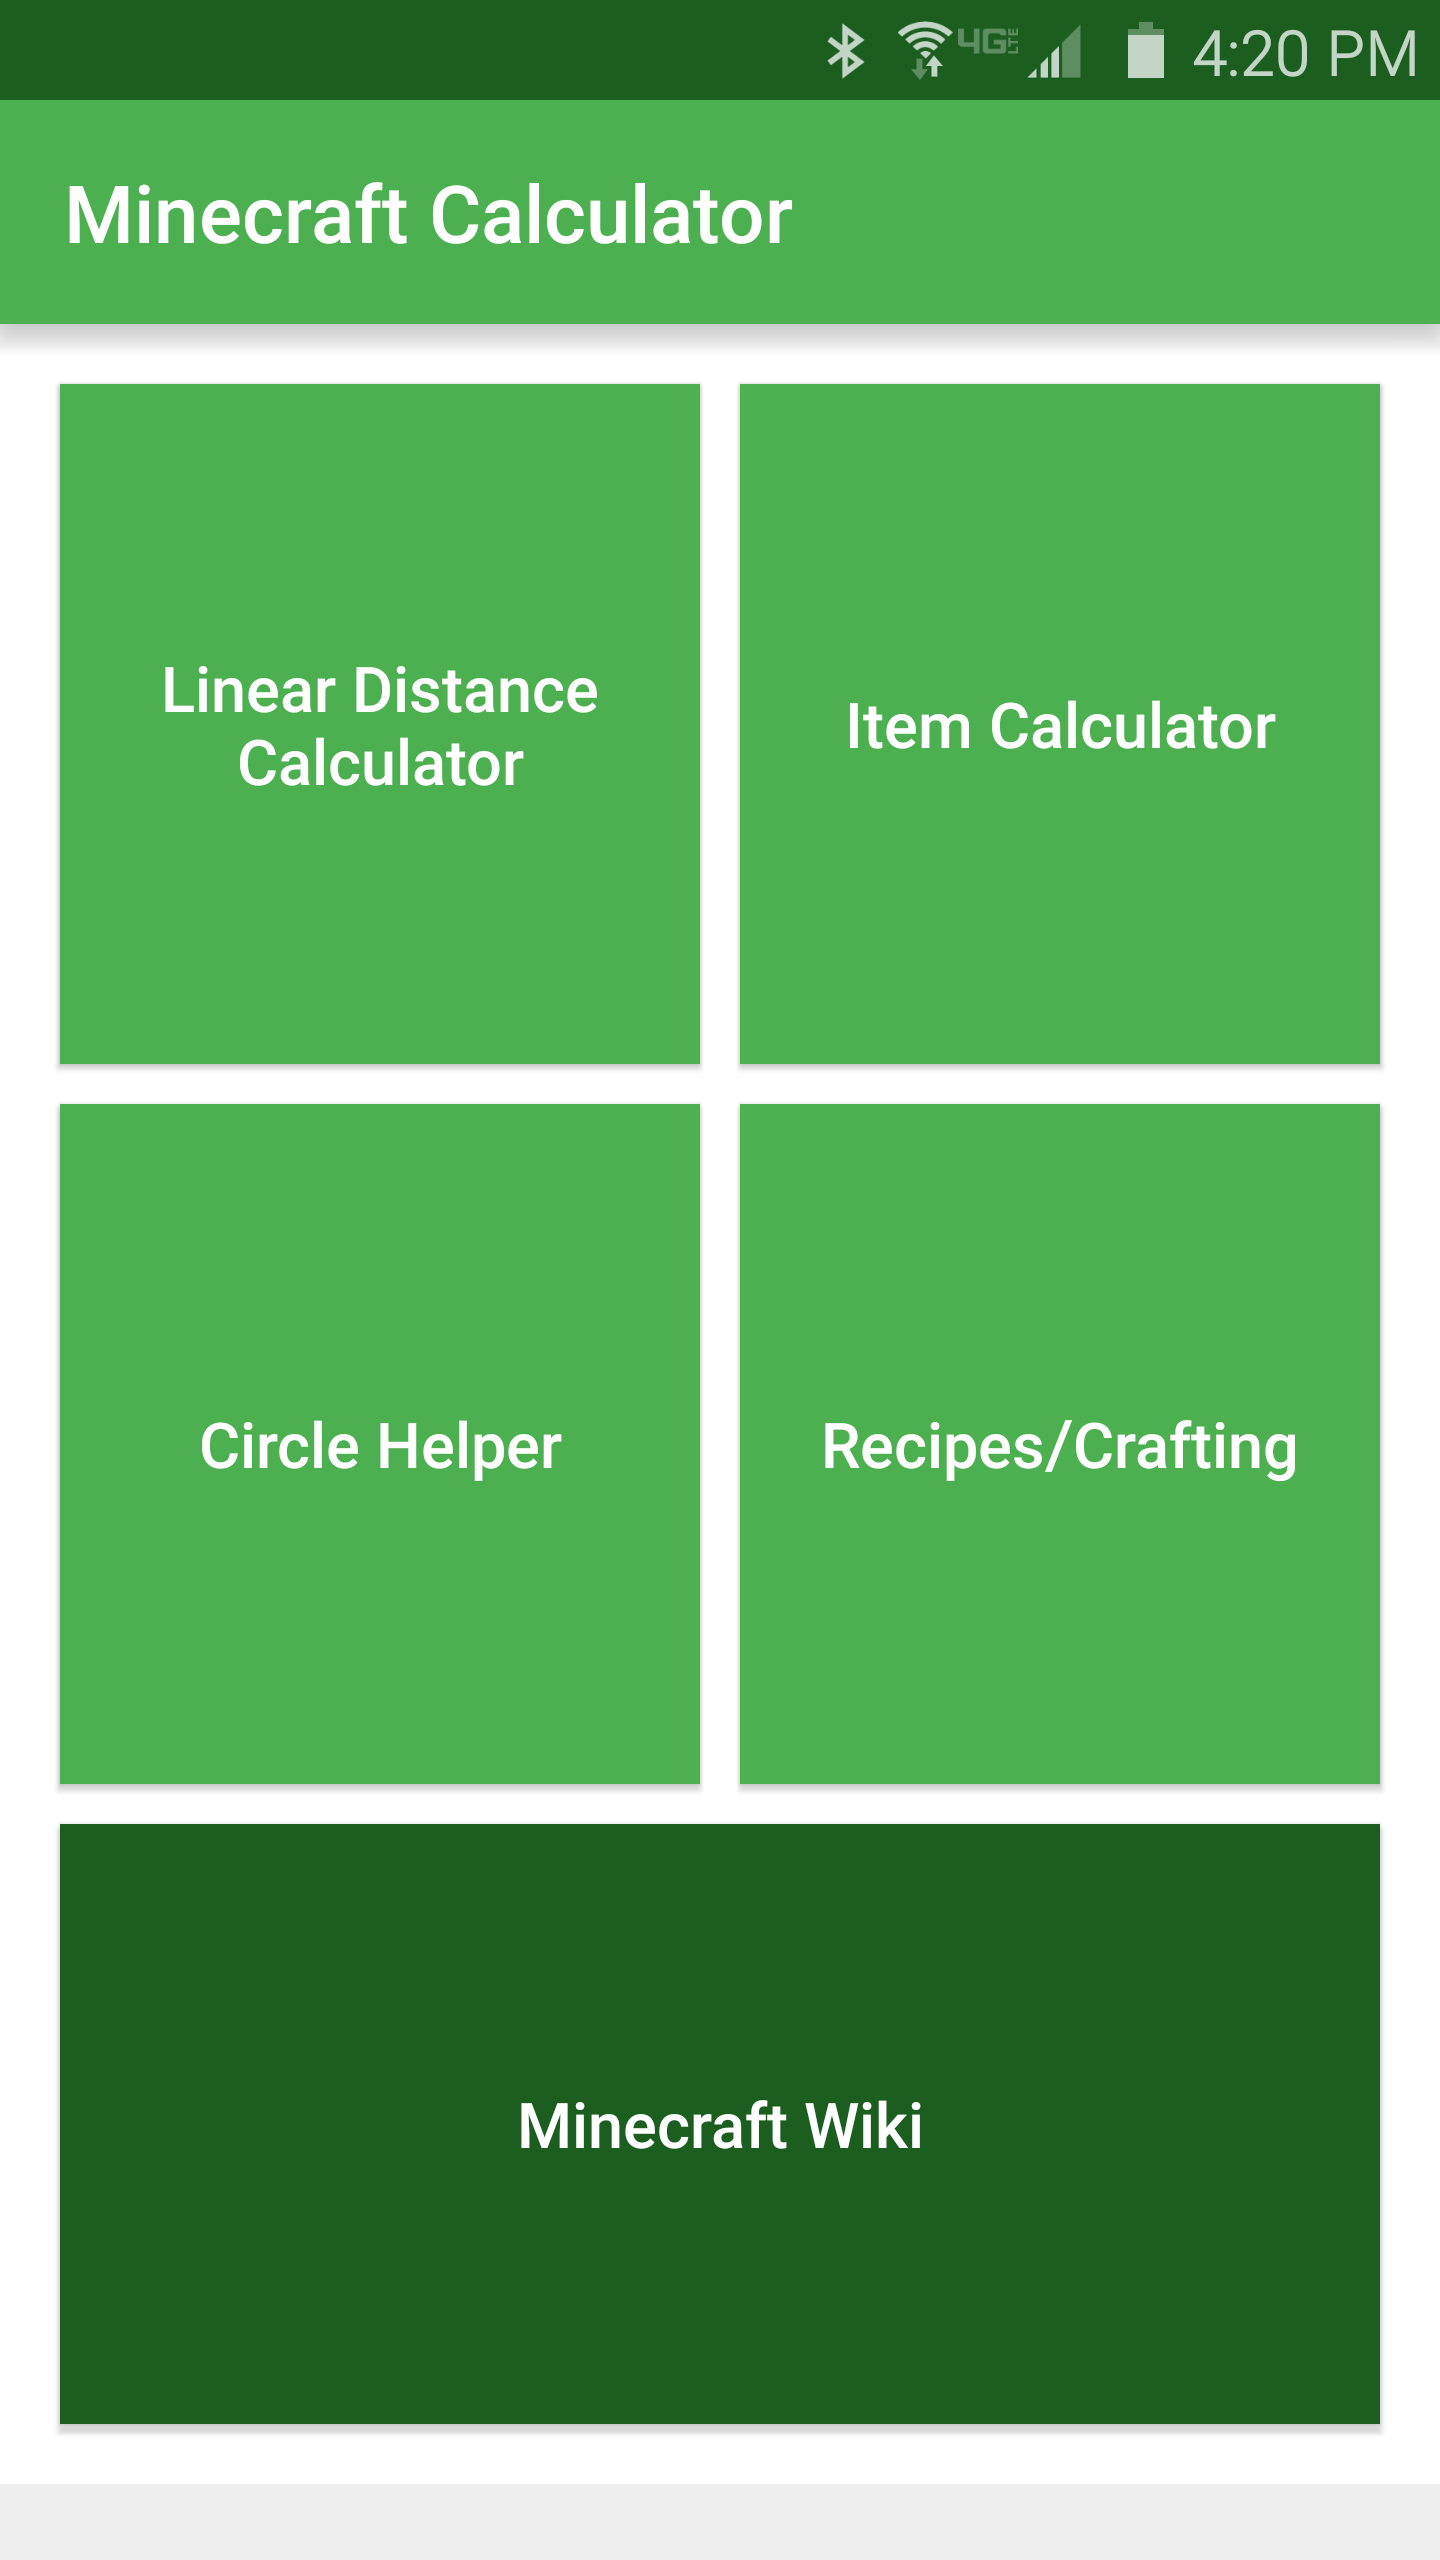 4G LTE 4:20 PM
Minecraft Calculator
Linear Distance
Calculator
Item Calculator
Circle Helper
Recipes/Crafting
Minecraft Wiki